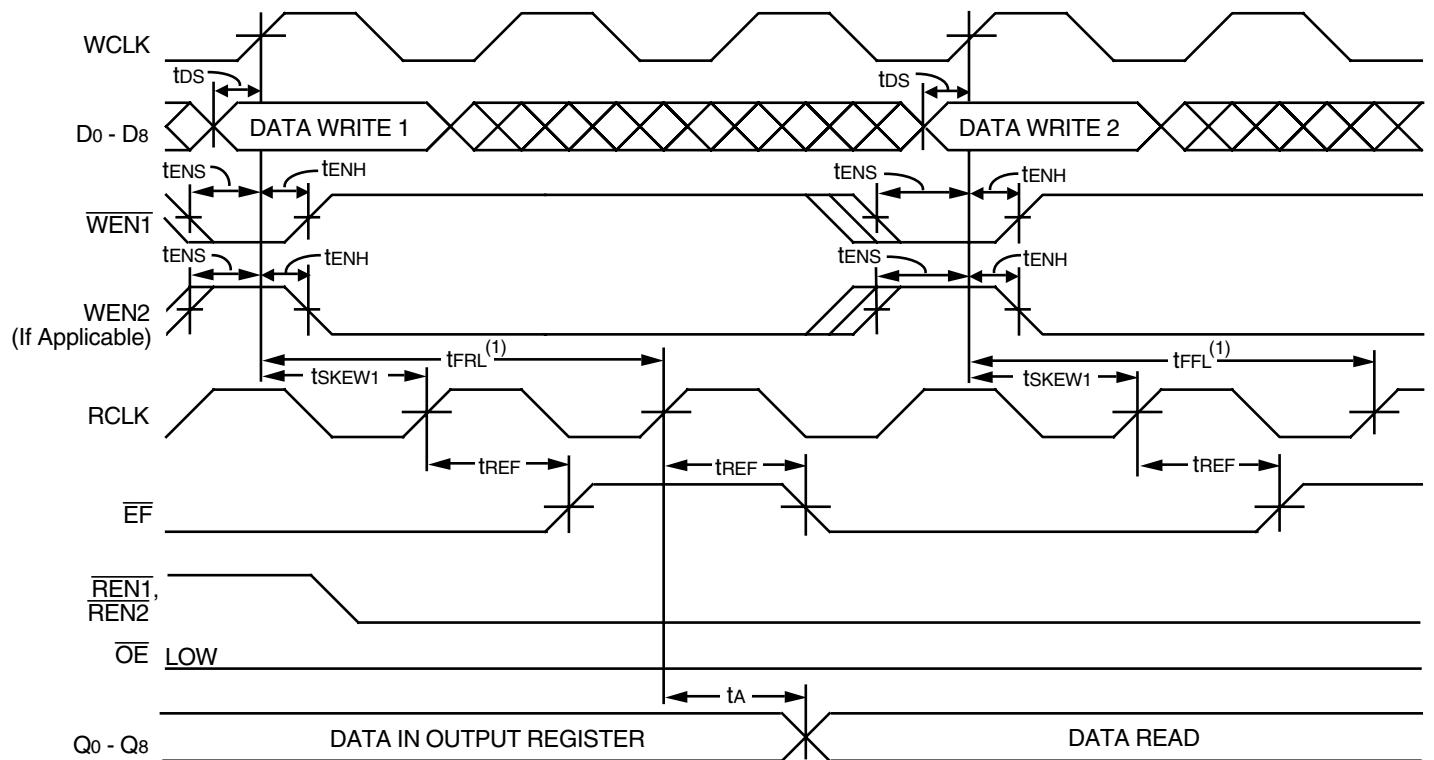 WCLK
tDS
tDS
D0 - D8
DATA WRITE 1
DATA WRITE 2
tENS
tENH
tENS
tENH
WEN1
tENS
tENH
tENS
tENH
WEN2
(If Applicable)
tFRL(1)
tFFL(1)
tSKEW1
tSKEW1
RCLK
tREF
tREF
tREF
EF
REN1,
REN2
OE
LOW
tA
Q0 - Q8
DATA IN OUTPUT REGISTER
DATA READ